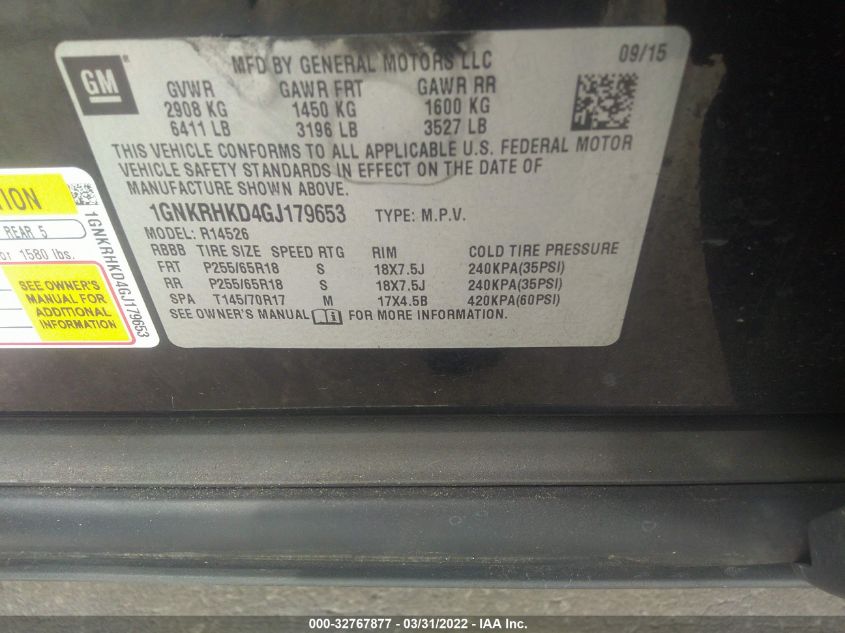 GM
MFD BY GENERAL MOTORS LLC
09/15
GVWR GAWR FRT GAWR RR
2908 KG 1450 KG 1600 KG
6411 LB 3196 LB 3527 LB
THIS VEHICLE CONFORMS TO ALL APPLICABLE U.S. FEDERAL MOTOR
VEHICLE SAFETY STANDARDS IN EFFECT ON THE DATE OF
MANUFACTURE SHOWN ABOVE.
1GNKRHKD4GJ179653 TYPE: M.P.V.
MODEL: R14526
RBBB TIRE SIZE SPEED RTG RIM COLD TIRE PRESSURE
FRT P255/65R18 S 18X7.5J 240KPA(35PSI)
RR P255/65R18 S 18X7.5J 240KPA(35PSI)
SPA T145/70R17 M 17X4.5B 420KPA(60PSI)
SEE OWNER'S MANUAL FOR MORE INFORMATION.
REAR 5
or 1580 lbs.
SEE OWNER'S
MANUAL FOR
ADDITIONAL
INFORMATION
1GNKRHKD4GJ179653
000-32767877 - 03/31/2022 - IAA Inc.